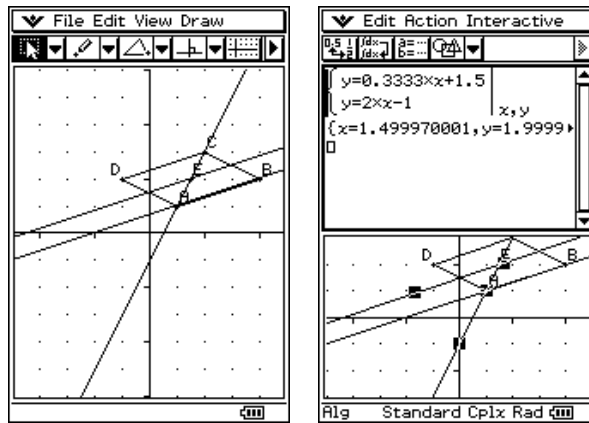 File Edit View Draw
C
D
E
B
A
Edit Action Interactive
y=0.3333×x+1.5
y=2×x-1
x,y
{x=1.499970001,y=1.9999
D
E
B
A
Alg Standard Cplx Rad